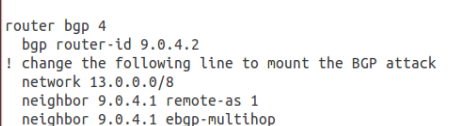 router bgp 4
bgp router-id 9.0.4.2
! change the following line to mount the BGP attack
network 13.0.0.0/8
neighbor 9.0.4.1 remote-as 1
neighbor 9.0.4.1 ebgp-multihop